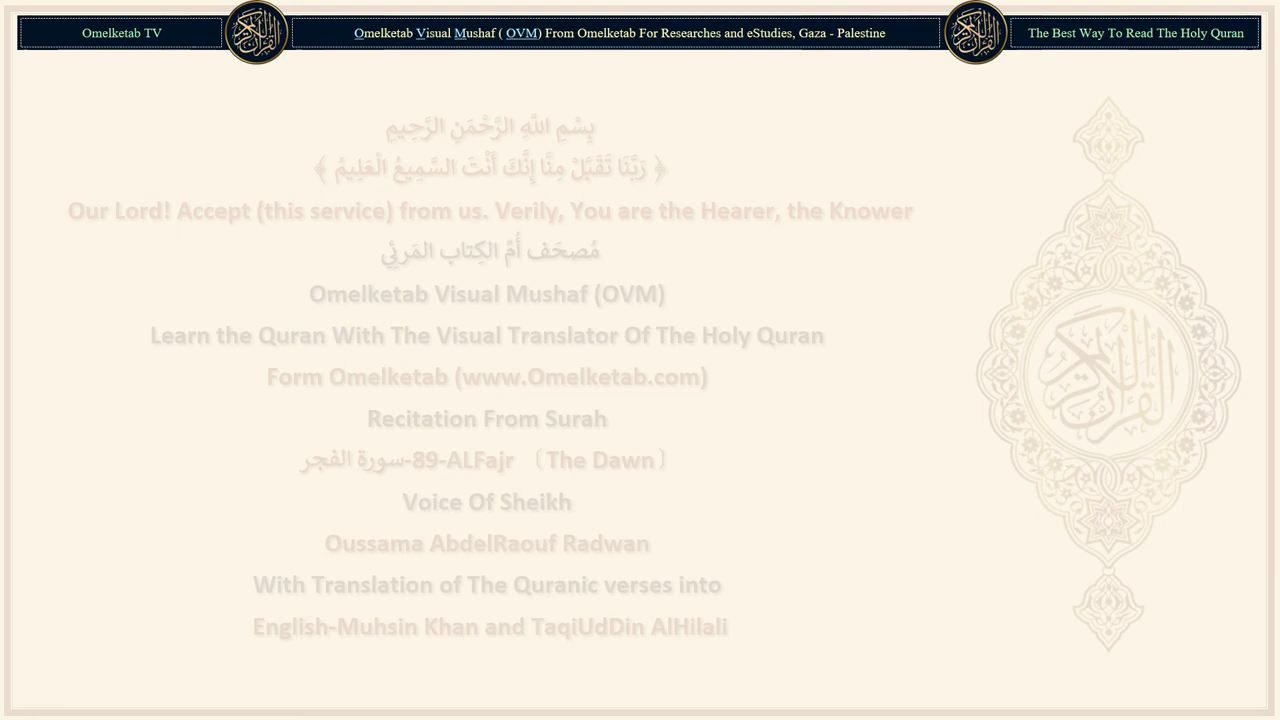 Omelketab TV
Omelketab Visual Mushaf ( OVM) From Omelketab For Researches and eStudies, Gaza - Palestine
The Best Way To Read The Holy Quran
بِسْمِ اللَّهِ الرَّحْمَنِ الرَّحِيمِ
﴿ رَبَّنَا تَقَبَّلْ مِنَّا إِنَّكَ أَنْتَ السَّمِيعُ الْعَلِيمُ ﴾
Our Lord! Accept (this service) from us. Verily, You are the Hearer, the Knower
مُصحَف أُمّ الكِتاب المَرئِي
Omelketab Visual Mushaf (OVM)
Learn the Quran With The Visual Translator Of The Holy Quran
Form Omelketab (www.Omelketab.com)
Recitation From Surah
سورة الفجر-89-ALFajr 〔The Dawn〕
Voice Of Sheikh
Oussama AbdelRaouf Radwan
With Translation of The Quranic verses into
English-Muhsin Khan and TaqiUdDin AlHilali
القرآن الكريم